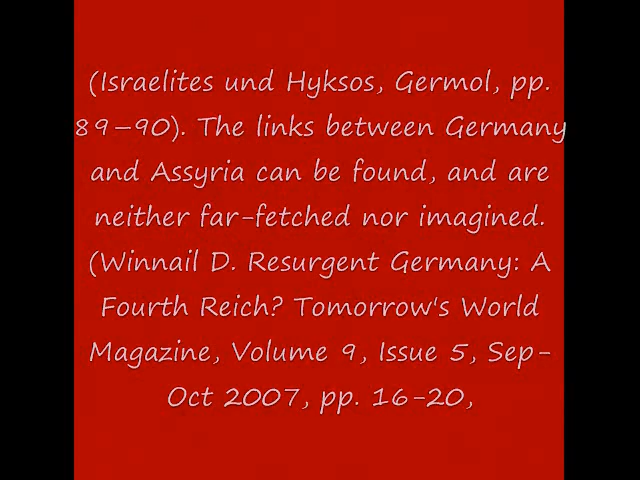 (Israelites und Hyksos, Germol, pp.
89–90). The links between Germany
and Assyria can be found, and are
neither far-fetched nor imagined.
(Winnail D. Resurgent Germany: A
Fourth Reich? Tomorrow's World
Magazine, Volume 9, Issue 5, Sep-
Oct 2007, pp. 16-20,